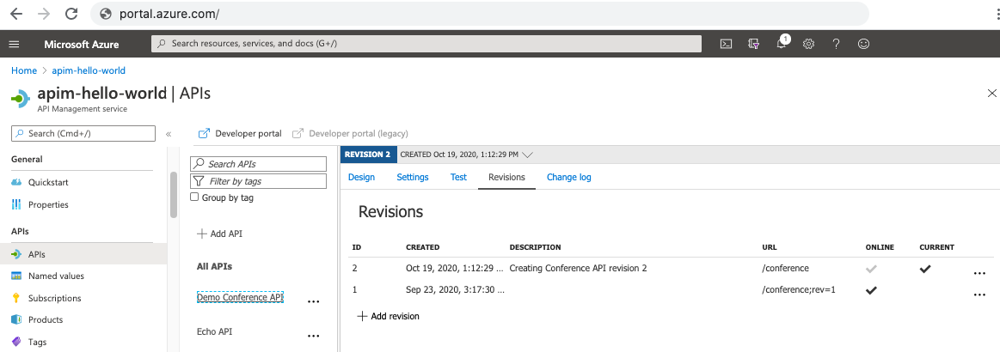 portal.azure.com/
Microsoft Azure
Search resources, services, and docs (G+/)
1
Home > apim-hello-world
apim-hello-world | APIs
API Management service
Search (Cmd+/)
«
General
Quickstart
Properties
APIs
APIs
Named values
Subscriptions
Products
Tags
Developer portal
Developer portal (legacy)
Search APIs
Filter by tags
Group by tag
+ Add API
All APIs
Demo Conference API ...
Echo API ...
REVISION 2 CREATED Oct 19, 2020, 1:12:29 PM
Design Settings Test Revisions Change log
Revisions
ID CREATED DESCRIPTION URL ONLINE CURRENT
2 Oct 19, 2020, 1:12:29 ... Creating Conference API revision 2 /conference ...
1 Sep 23, 2020, 3:17:30 ... /conference;rev=1 ...
+ Add revision